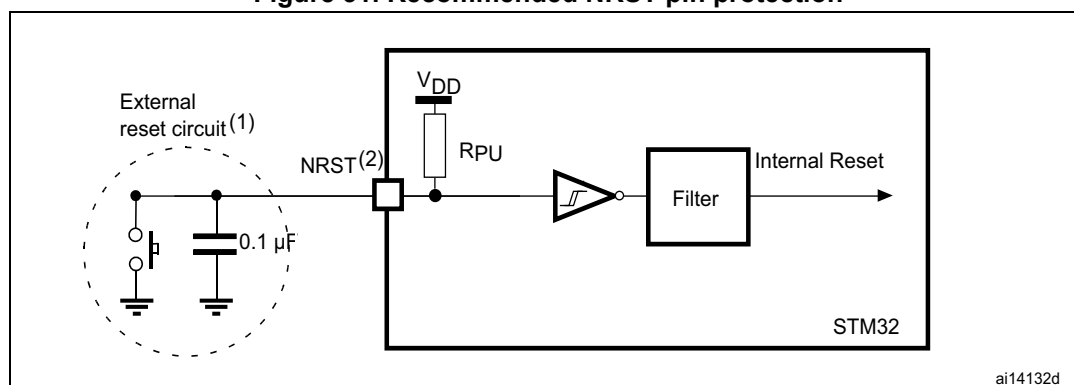 Figure 31. Recommended NRST pin protection
VDD
External
reset circuit(1)
NRST(2)
RPU
Internal Reset
Filter
0.1 µF
STM32
ai14132d